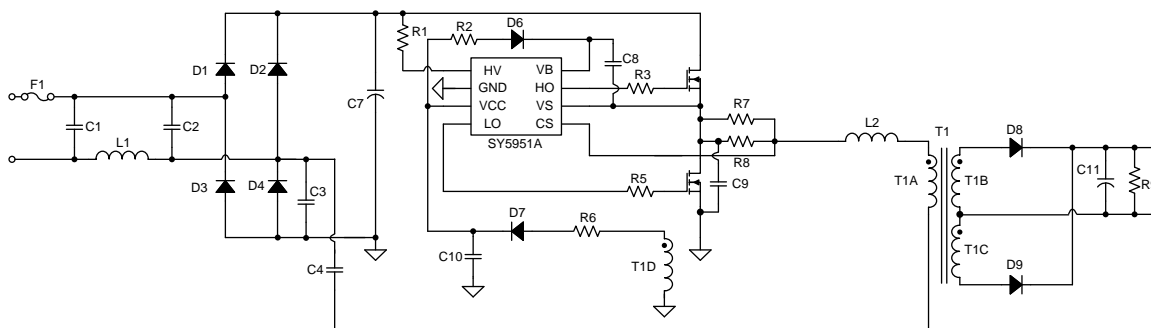 F1
C1
L1
C2
D1
D2
D3
D4
C3
C4
C7
R1
R2
D6
C8
HV
GND
VCC
LO
VB
HO
VS
CS
SY5951A
R3
R5
R7
R8
C9
D7
R6
C10
T1D
L2
T1
T1A
T1B
T1C
D8
D9
C11